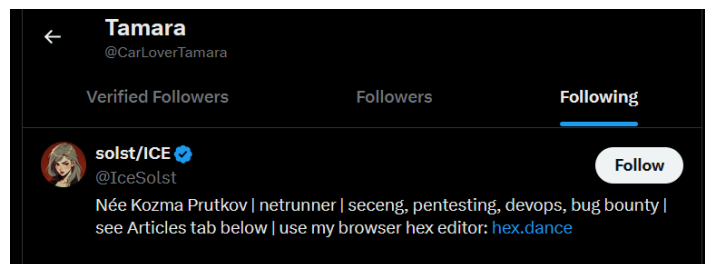 Tamara
@CarLoverTamara
Verified Followers Followers Following
solst/ICE
@IceSolst
Follow
Née Kozma Prutkov | netrunner | seceng, pentesting, devops, bug bounty |
see Articles tab below | use my browser hex editor: hex.dance